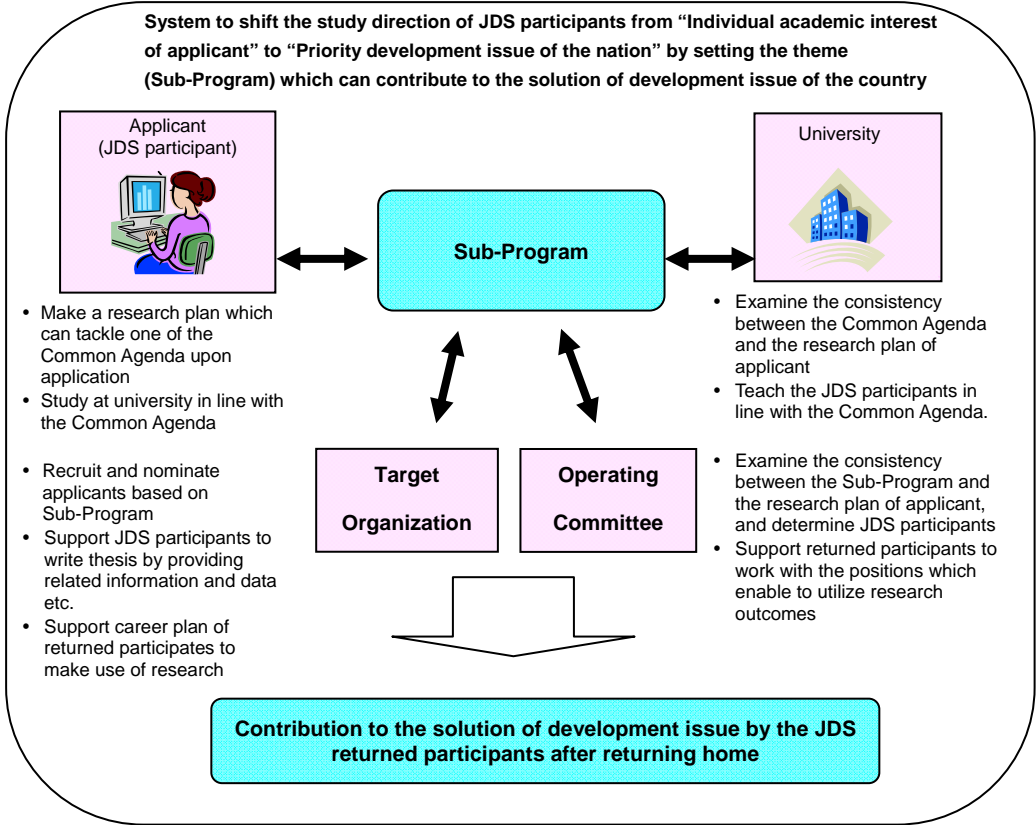 System to shift the study direction of JDS participants from “Individual academic interest
of applicant” to “Priority development issue of the nation” by setting the theme
(Sub-Program) which can contribute to the solution of development issue of the country
Applicant
(JDS participant)
University
Sub-Program
• Make a research plan which
can tackle one of the
Common Agenda upon
application
• Study at university in line with
the Common Agenda
• Examine the consistency
between the Common Agenda
and the research plan of
applicant
• Teach the JDS participants in
line with the Common Agenda.
• Recruit and nominate
applicants based on
Sub-Program
• Support JDS participants to
write thesis by providing
related information and data
etc.
• Support career plan of
returned participates to
make use of research
Target
Organization
Operating
Committee
• Examine the consistency
between the Sub-Program and
the research plan of applicant,
and determine JDS participants
• Support returned participants to
work with the positions which
enable to utilize research
outcomes
Contribution to the solution of development issue by the JDS
returned participants after returning home